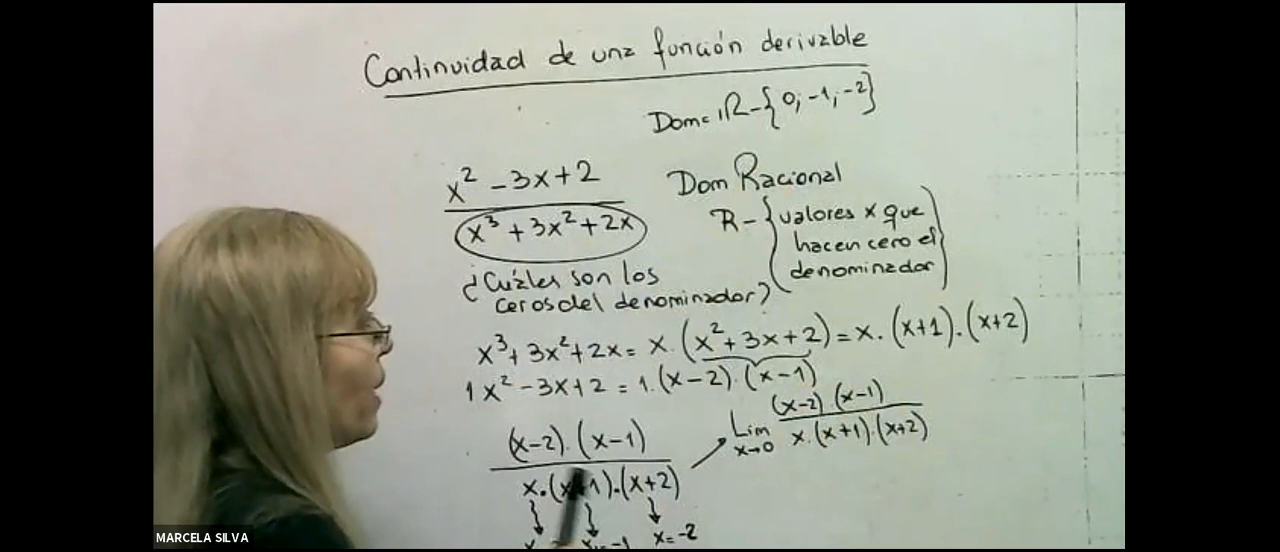 Continuidad de una función derivable
Dom= ℝ-{0;-1;-2}
x² -3x+2
x³ +3x² +2x
Dom Racional
R-{valores x que
hacen cero el
denominador}
¿Cuáles son los
ceros del denominador?
x³+3x²+2x= x.(x²+3x+2)=x.(x+1).(x+2)
1x²-3x+2 = 1.(x-2).(x-1)
(x-2).(x-1)
x.(x+1).(x+2)
x=-2
Lim
x→0
(x-2).(x-1)
x.(x+1).(x+2)
MARCELA SILVA